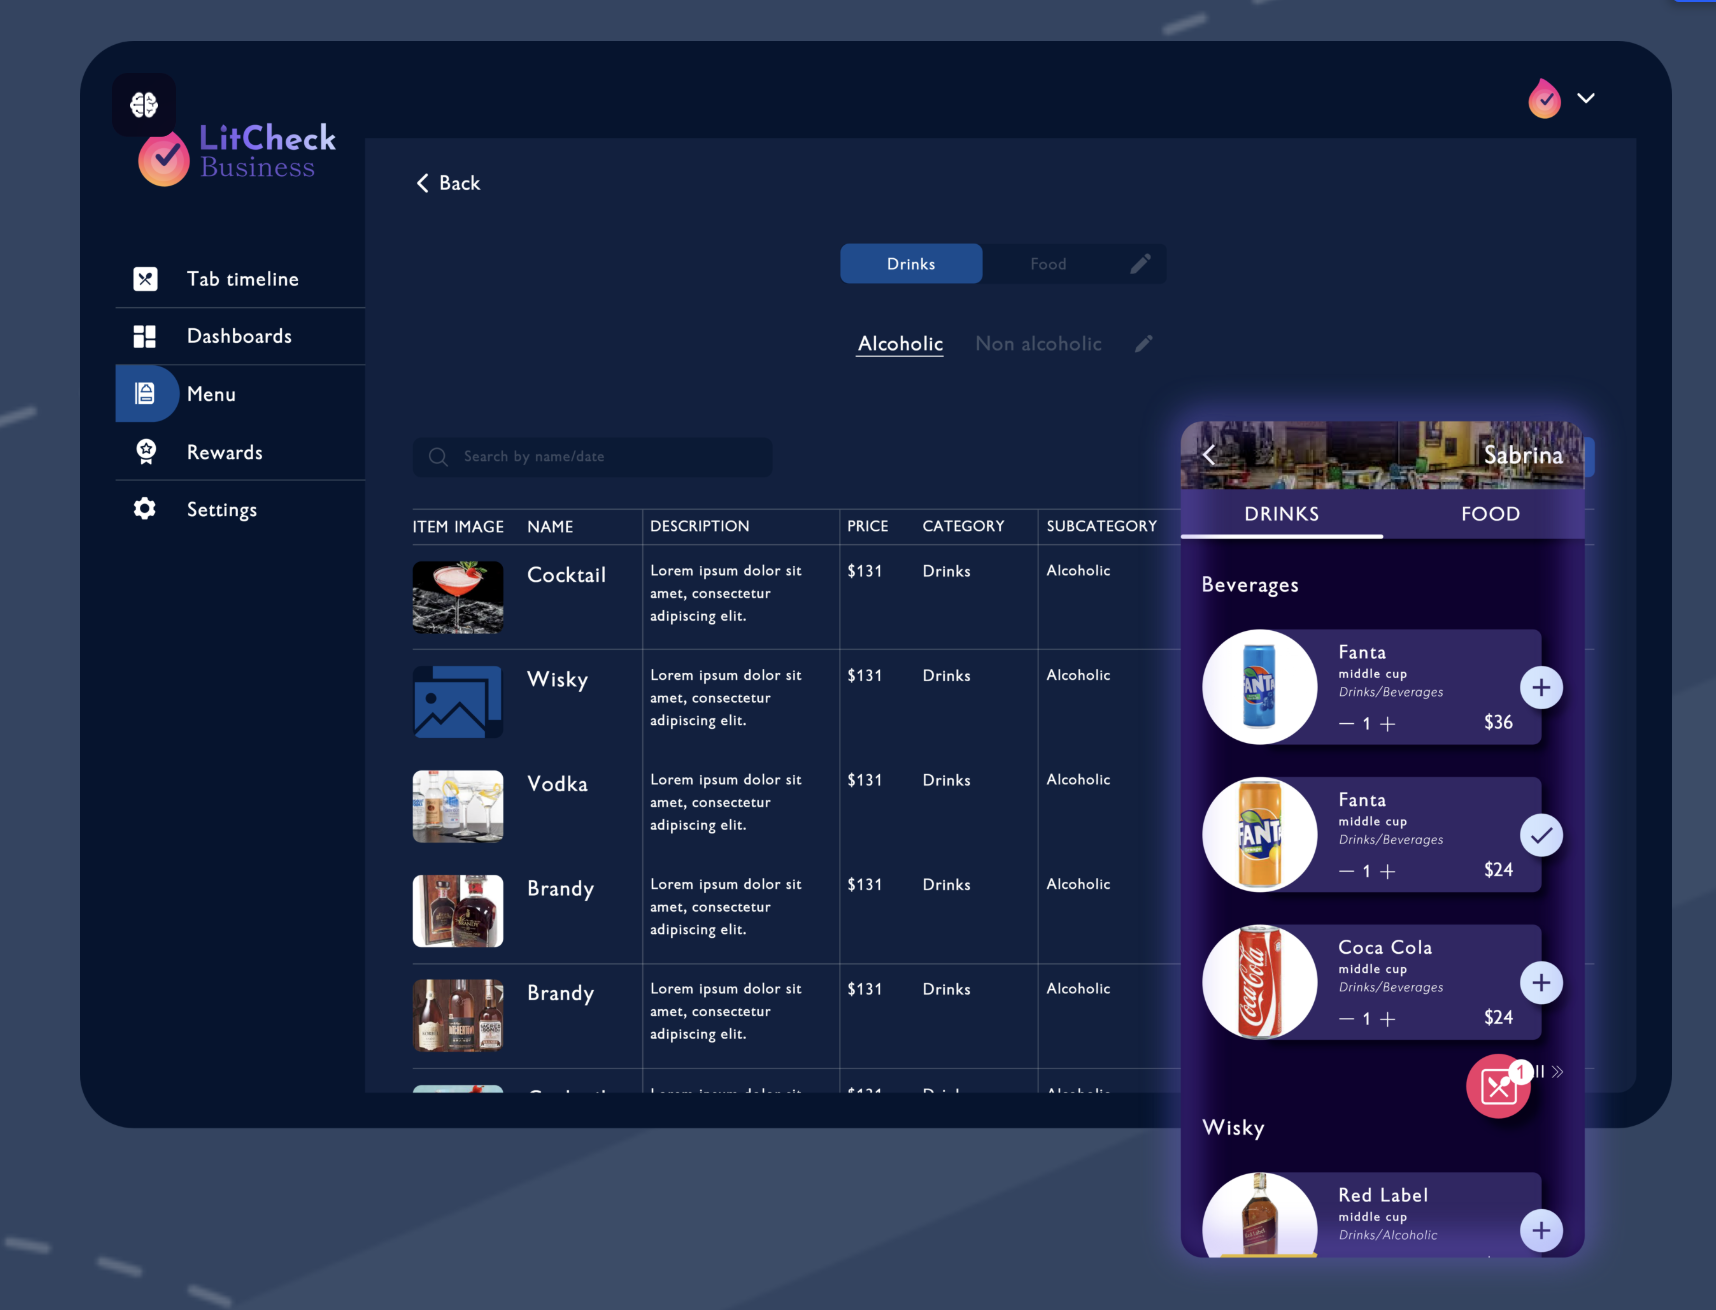 LitCheck
Business
Back
Tab timeline
Dashboards
Menu
Rewards
Settings
Drinks Food
Alcoholic Non alcoholic
Search by name/date
ITEM IMAGE NAME DESCRIPTION PRICE CATEGORY SUBCATEGORY
Cocktail Lorem ipsum dolor sit $131 Drinks Alcoholic
amet, consectetur
adipiscing elit.
Wisky Lorem ipsum dolor sit $131 Drinks Alcoholic
amet, consectetur
adipiscing elit.
Vodka Lorem ipsum dolor sit $131 Drinks Alcoholic
amet, consectetur
adipiscing elit.
Brandy Lorem ipsum dolor sit $131 Drinks Alcoholic
amet, consectetur
adipiscing elit.
Brandy Lorem ipsum dolor sit $131 Drinks Alcoholic
amet, consectetur
adipiscing elit.
Sabrina
DRINKS FOOD
Beverages
FANTA
Fanta
middle cup
Drinks/Beverages
— 1 + $36
FANTA
Fanta
middle cup
Drinks/Beverages
— 1 + $24
Coca-Cola
Coca Cola
middle cup
Drinks/Beverages
— 1 + $24
1
Wisky
Red Label
middle cup
Drinks/Alcoholic